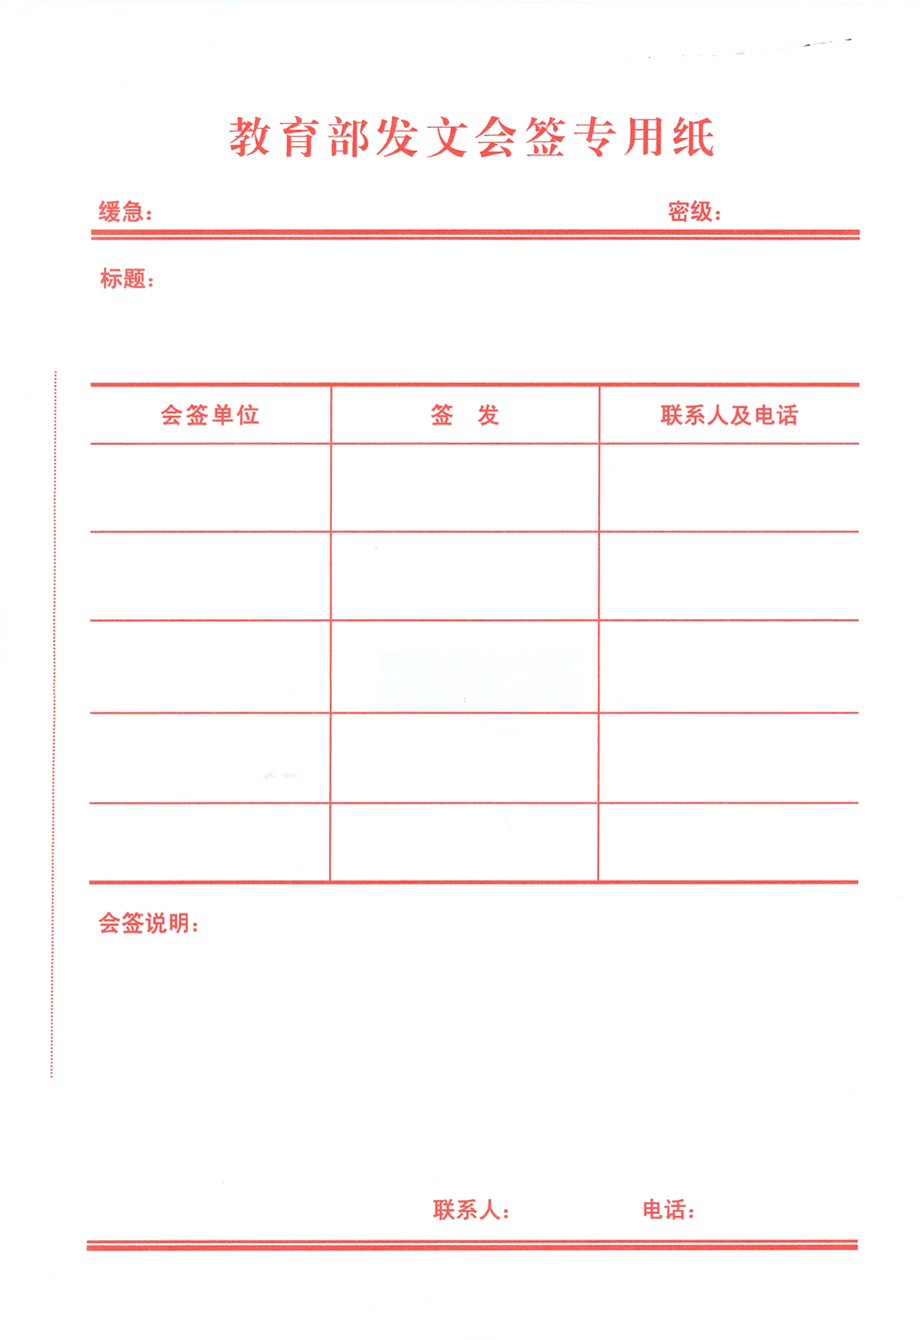 教育部发文会签专用纸
缓急： 密级：
标题：
会签单位 签 发 联系人及电话
会签说明：
联系人： 电话：